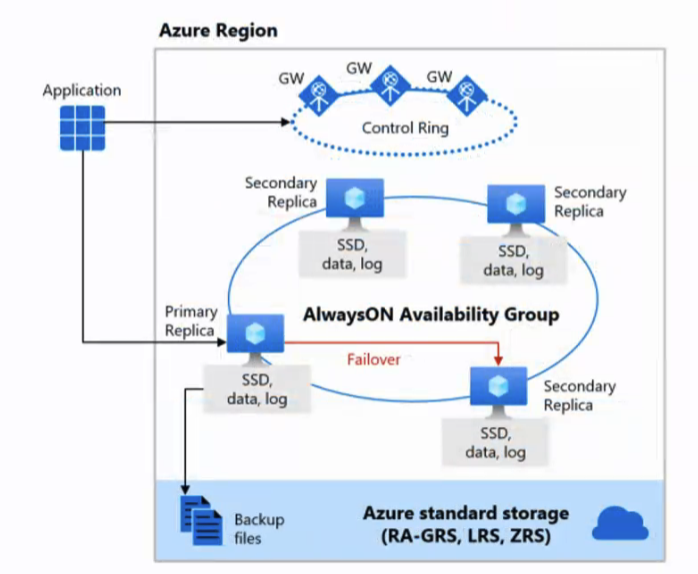 Azure Region
Application
GW
GW
GW
Control Ring
Secondary
Replica
SSD,
data, log
Secondary
Replica
SSD,
data, log
Primary
Replica
AlwaysON Availability Group
Failover
SSD,
data, log
Secondary
Replica
SSD,
data, log
Backup
files
Azure standard storage
(RA-GRS, LRS, ZRS)